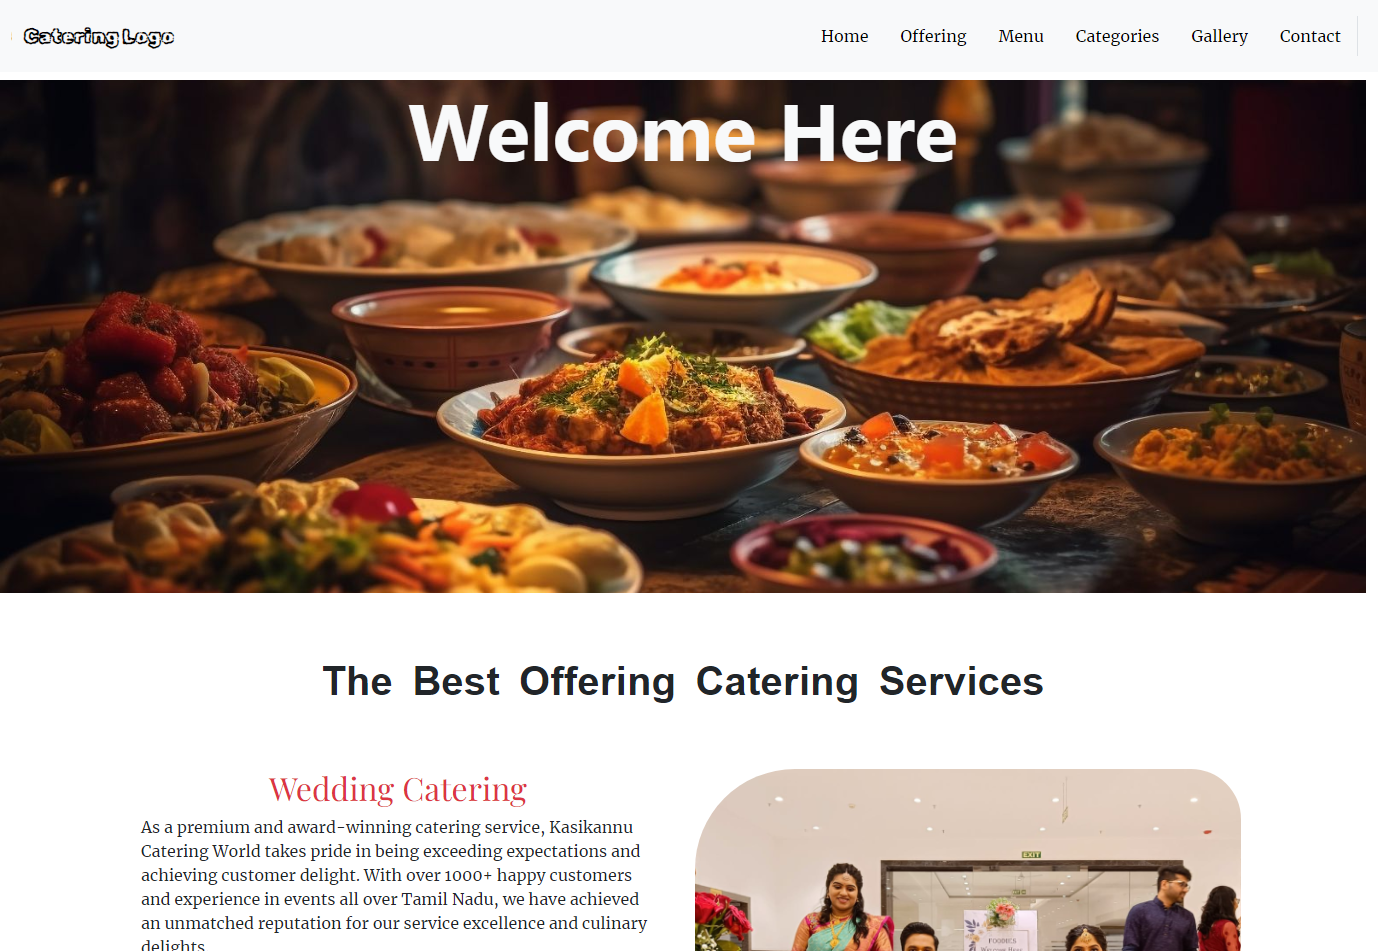 Catering Logo
Home Offering Menu Categories Gallery Contact
Welcome Here
The Best Offering Catering Services
Wedding Catering
As a premium and award-winning catering service, Kasikannu
Catering World takes pride in being exceeding expectations and
achieving customer delight. With over 1000+ happy customers
and experience in events all over Tamil Nadu, we have achieved
an unmatched reputation for our service excellence and culinary
delights
EXIT
FOODIES
Welcome Here